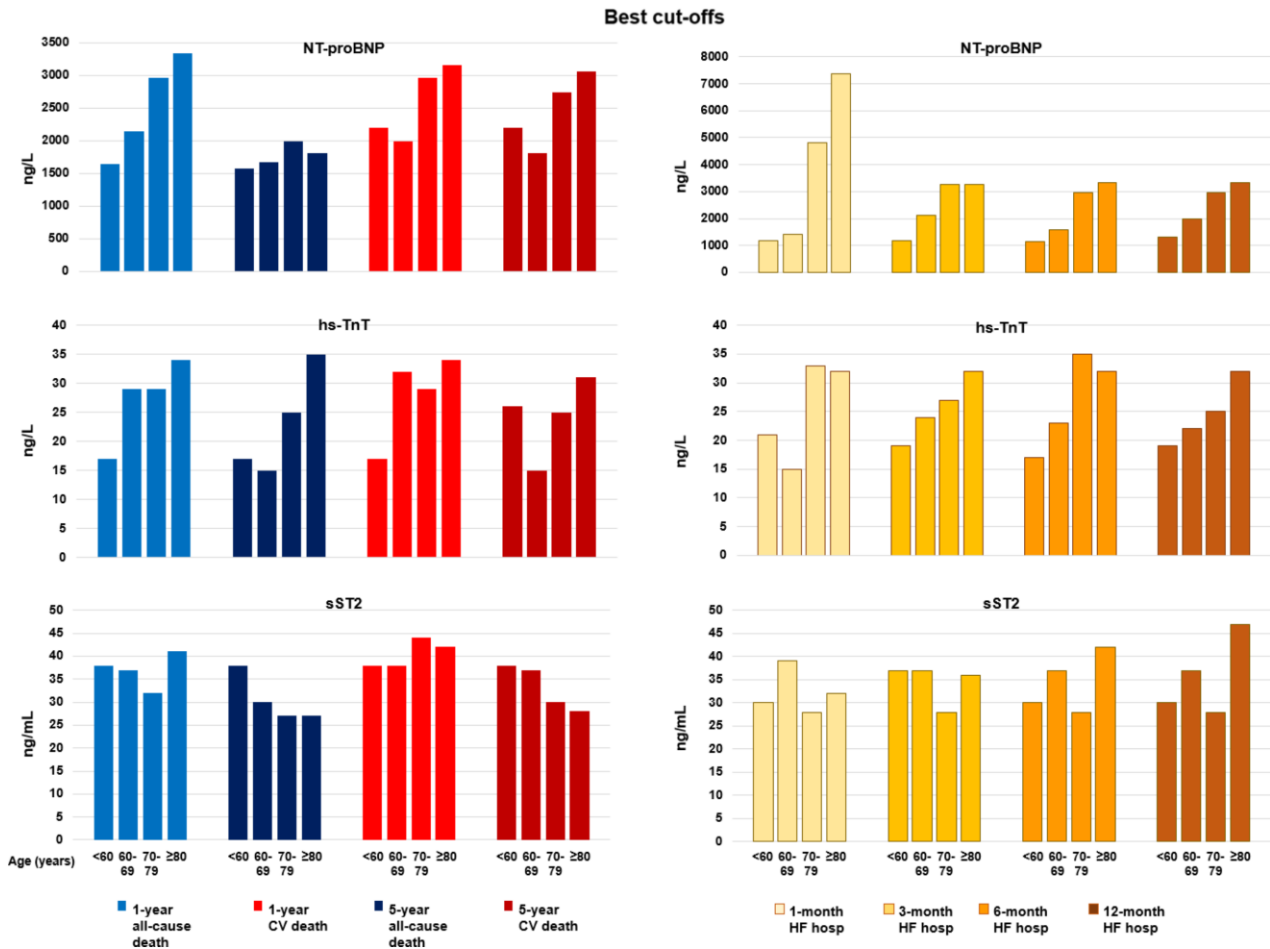 Best cut-offs
NT-proBNP
3500
3000
2500
2000
1500
1000
500
0
ng/L
NT-proBNP
8000
7000
6000
5000
4000
3000
2000
1000
0
ng/L
hs-TnT
40
35
30
25
20
15
10
5
0
ng/L
hs-TnT
40
35
30
25
20
15
10
5
0
ng/L
sST2
50
45
40
35
30
25
20
15
10
5
0
ng/mL
sST2
50
45
40
35
30
25
20
15
10
5
0
ng/mL
Age (years) <60 60- 70- ≥80 <60 60- 70- ≥80 <60 60- 70- ≥80 <60 60- 70- ≥80
69 79 69 79 69 79 69 79
<60 60- 70- ≥80 <60 60- 70- ≥80 <60 60- 70- ≥80 <60 60- 70- ≥80
69 79 69 79 69 79 69 79
1-year
all-cause
death
1-year
CV death
5-year
all-cause
death
5-year
CV death
1-month
HF hosp
3-month
HF hosp
6-month
HF hosp
12-month
HF hosp